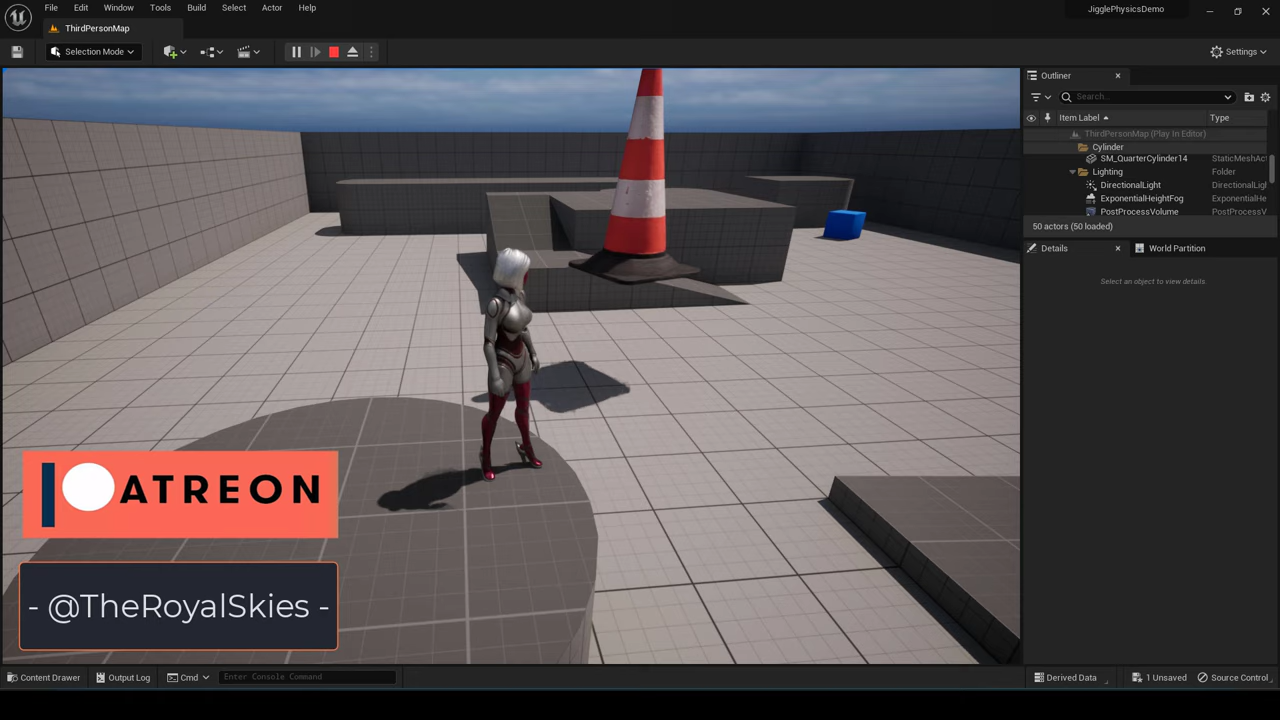 File Edit Window Tools Build Select Actor Help
JigglePhysicsDemo
ThirdPersonMap
Selection Mode
Settings
Outliner
Search...
Item Label Type
ThirdPersonMap (Play In Editor)
Cylinder
SM_QuarterCylinder14 StaticMeshAc
Lighting Folder
DirectionalLight DirectionalLig
ExponentialHeightFog ExponentialHe
PostProcessVolume PostProcessV
50 actors (50 loaded)
Details World Partition
Select an object to view details
PATREON
- @TheRoyalSkies -
Content Drawer Output Log Cmd Enter Console Command Derived Data 1 Unsaved Source Control